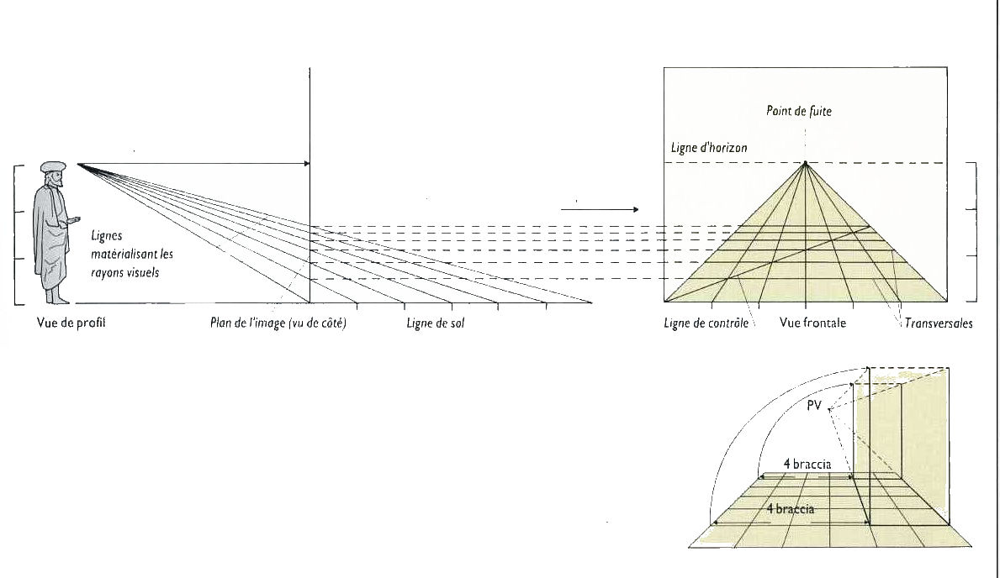 Point de fuite
Ligne d'horizon
Lignes
matérialisant les
rayons visuels
Vue de profil
Plan de l'image (vu de côté)
Ligne de sol
Ligne de contrôle
Vue frontale
Transversales
PV
4 braccia
4 braccia